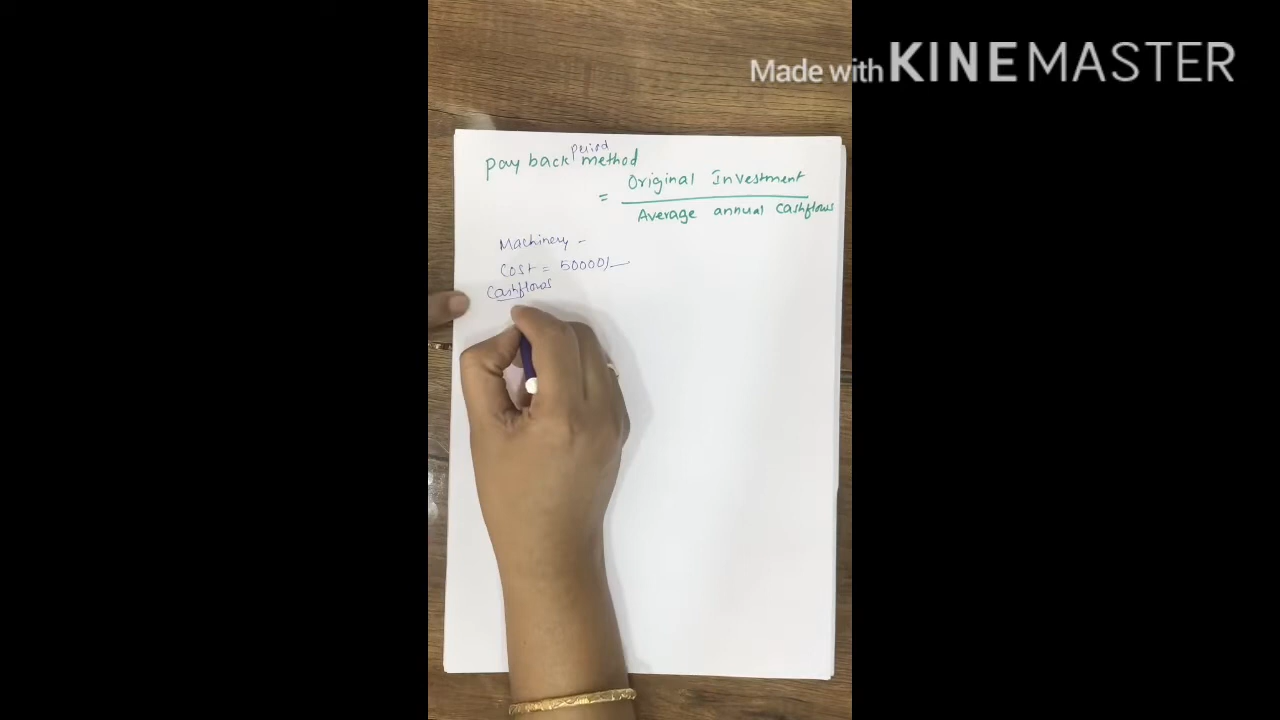 Made with KINEMASTER
period
pay back method
= Original Investment
Average annual Cashflows
Machinery -
Cost = 50000/-
Cashflows